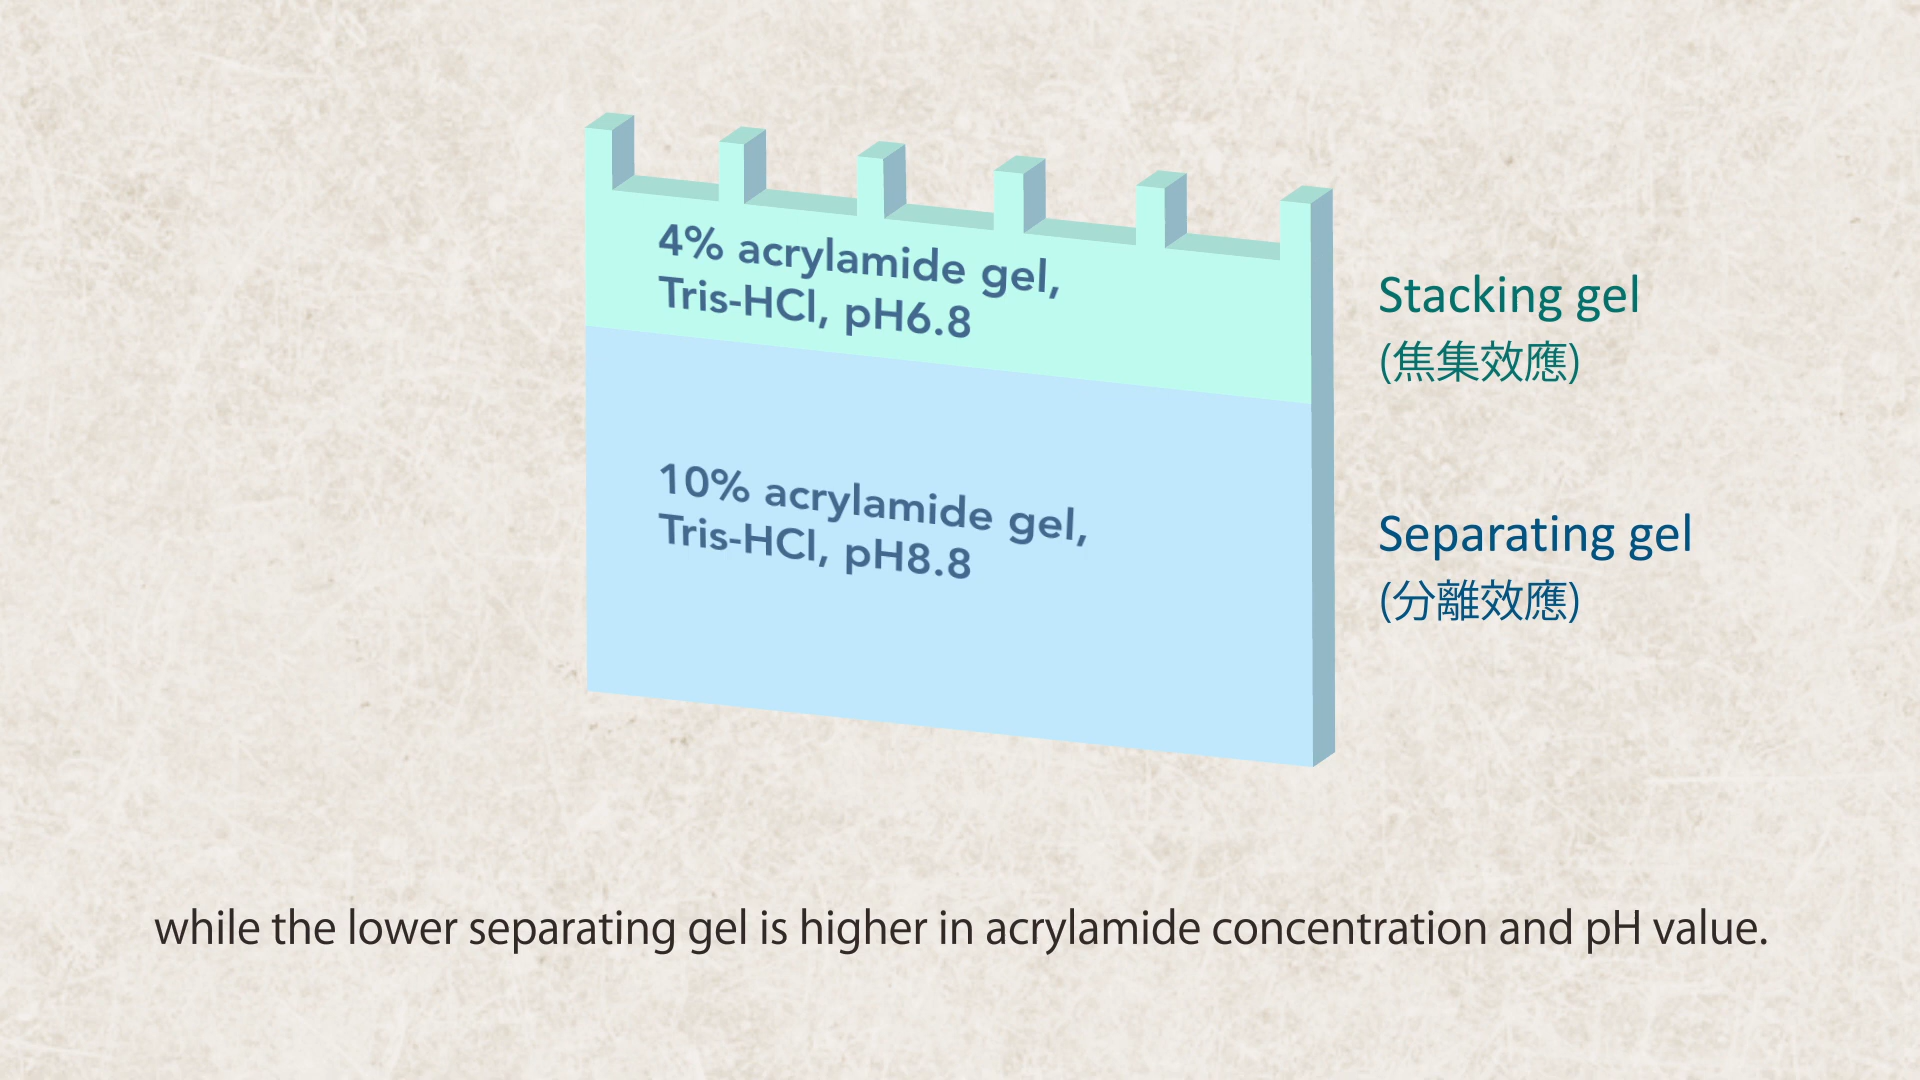 4% acrylamide gel,
Tris-HCl, pH6.8
Stacking gel
(焦集效應)
10% acrylamide gel,
Tris-HCl, pH8.8
Separating gel
(分離效應)
while the lower separating gel is higher in acrylamide concentration and pH value.